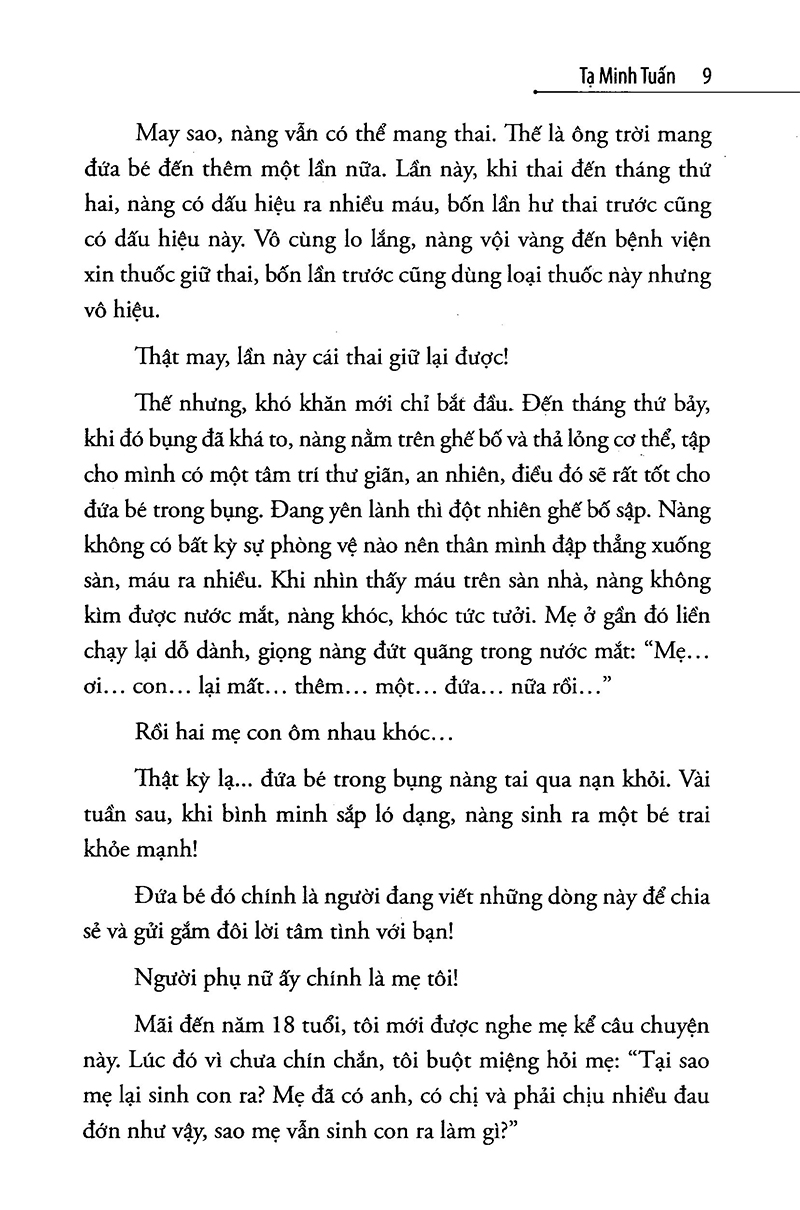 Tạ Minh Tuấn 9
May sao, nàng vẫn có thể mang thai. Thế là ông trời mang
đứa bé đến thêm một lần nữa. Lần này, khi thai đến tháng thứ
hai, nàng có dấu hiệu ra nhiều máu, bốn lần hư thai trước cũng
có dấu hiệu này. Vô cùng lo lắng, nàng vội vàng đến bệnh viện
xin thuốc giữ thai, bốn lần trước cũng dùng loại thuốc này nhưng
vô hiệu.
Thật may, lần này cái thai giữ lại được!
Thế nhưng, khó khăn mới chỉ bắt đầu. Đến tháng thứ bảy,
khi đó bụng đã khá to, nàng nằm trên ghế bố và thả lỏng cơ thể, tập
cho mình có một tâm trí thư giãn, an nhiên, điều đó sẽ rất tốt cho
đứa bé trong bụng. Đang yên lành thì đột nhiên ghế bố sập. Nàng
không có bất kỳ sự phòng vệ nào nên thân mình đập thẳng xuống
sàn, máu ra nhiều. Khi nhìn thấy máu trên sàn nhà, nàng không
kìm được nước mắt, nàng khóc, khóc tức tưởi. Mẹ ở gần đó liền
chạy lại dỗ dành, giọng nàng đứt quãng trong nước mắt: “Mẹ…
ơi… con… lại mất… thêm… một… đứa… nữa rồi…”
Rồi hai mẹ con ôm nhau khóc…
Thật kỳ lạ... đứa bé trong bụng nàng tai qua nạn khỏi. Vài
tuần sau, khi bình minh sắp ló dạng, nàng sinh ra một bé trai
khỏe mạnh!
Đứa bé đó chính là người đang viết những dòng này để chia
sẻ và gửi gắm đôi lời tâm tình với bạn!
Người phụ nữ ấy chính là mẹ tôi!
Mãi đến năm 18 tuổi, tôi mới được nghe mẹ kể câu chuyện
này. Lúc đó vì chưa chín chắn, tôi buột miệng hỏi mẹ: “Tại sao
mẹ lại sinh con ra? Mẹ đã có anh, có chị và phải chịu nhiều đau
đớn như vậy, sao mẹ vẫn sinh con ra làm gì?”